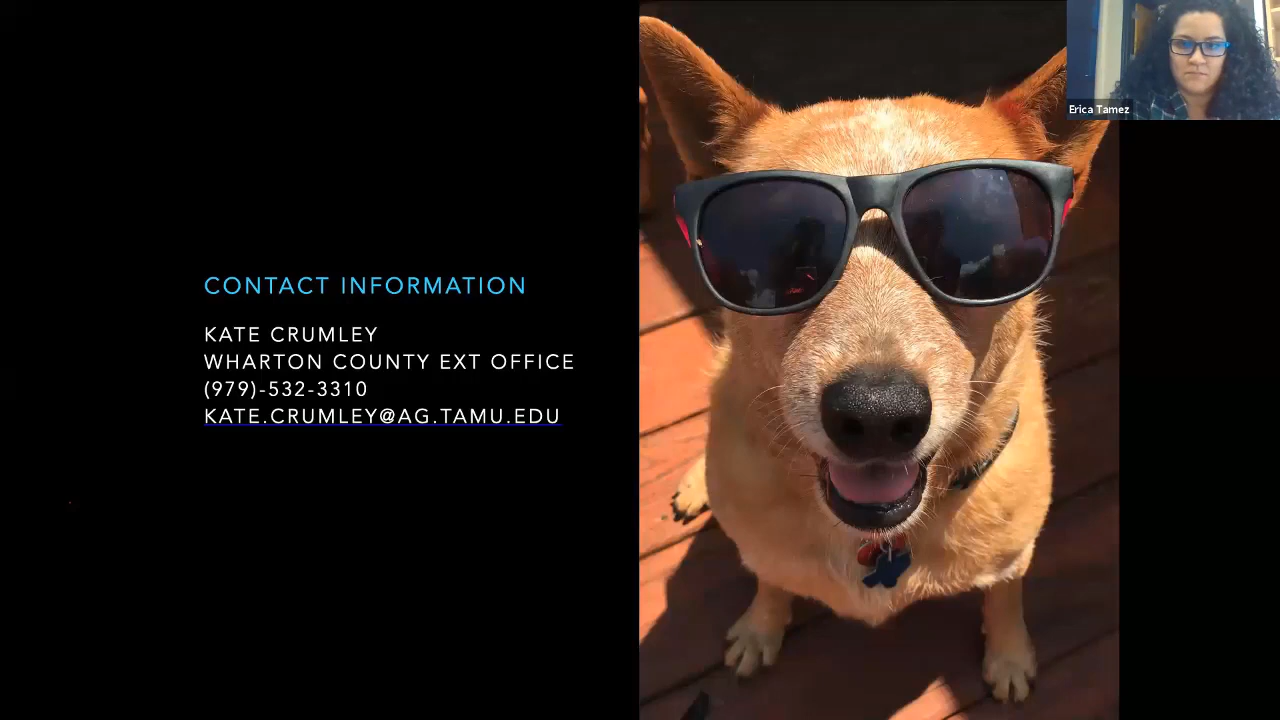 Erica Tamez
CONTACT INFORMATION
KATE CRUMLEY
WHARTON COUNTY EXT OFFICE
(979)-532-3310
KATE.CRUMLEY@AG.TAMU.EDU